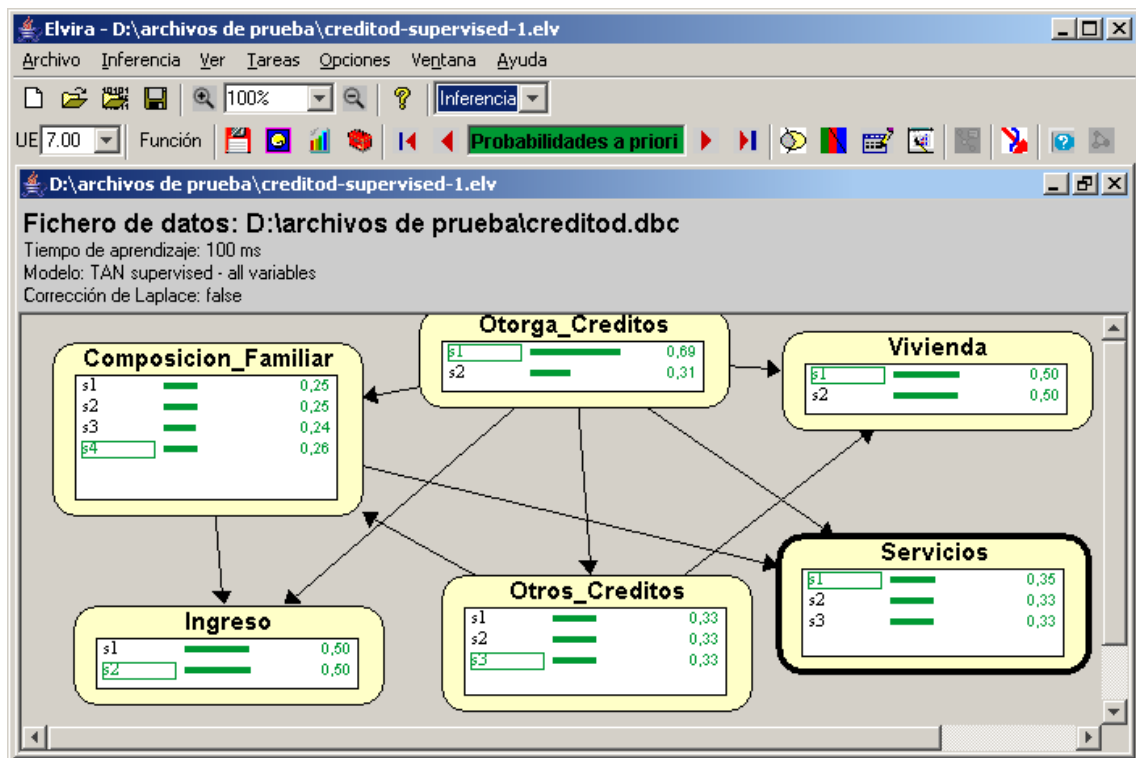 Elvira - D:\archivos de prueba\creditod-supervised-1.elv
Archivo Inferencia Ver Tareas Opciones Ventana Ayuda
100% Inferencia
UE 7.00 Función Probabilidades a priori
D:\archivos de prueba\creditod-supervised-1.elv
Fichero de datos: D:\archivos de prueba\creditod.dbc
Tiempo de aprendizaje: 100 ms
Modelo: TAN supervised - all variables
Corrección de Laplace: false
Otorga_Creditos
s1 0,69
s2 0,31
Composicion_Familiar
s1 0,25
s2 0,25
s3 0,24
s4 0,26
Vivienda
s1 0,50
s2 0,50
Ingreso
s1 0,50
s2 0,50
Otros_Creditos
s1 0,33
s2 0,33
s3 0,33
Servicios
s1 0,35
s2 0,33
s3 0,33